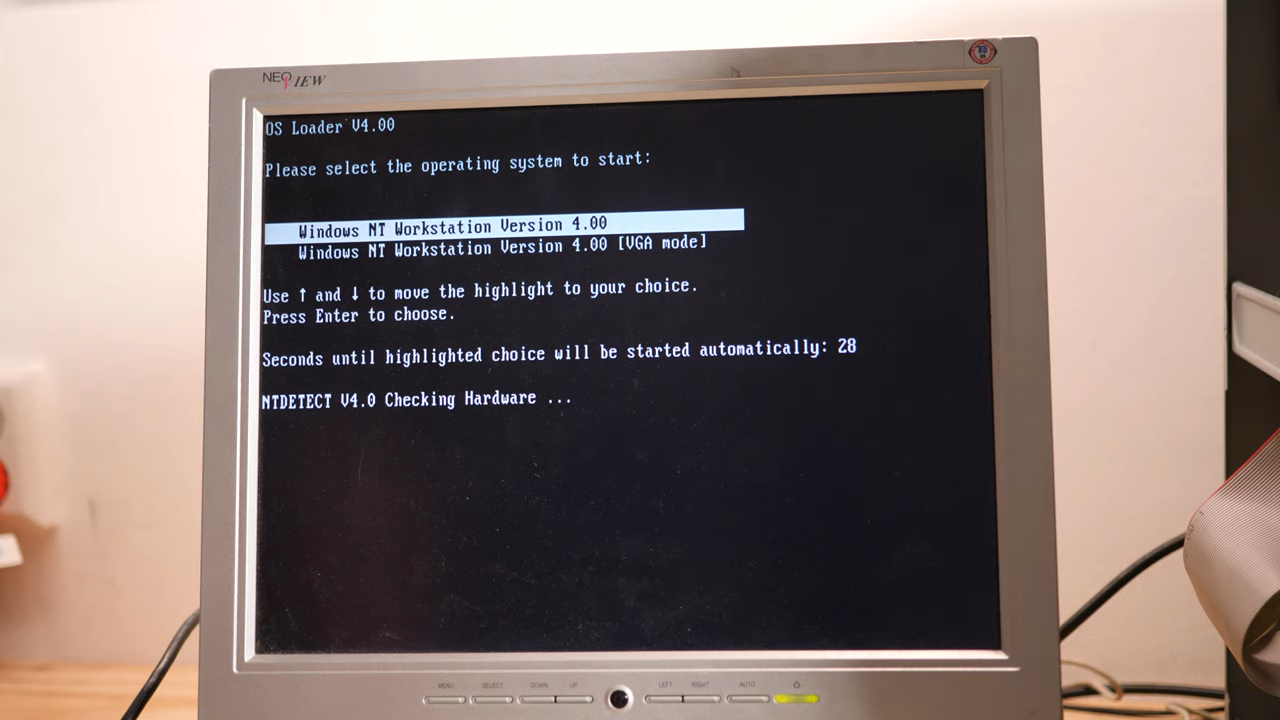 NEOVIEW
OS Loader V4.00
Please select the operating system to start:
Windows NT Workstation Version 4.00
Windows NT Workstation Version 4.00 [VGA mode]
Use ↑ and ↓ to move the highlight to your choice.
Press Enter to choose.
Seconds until highlighted choice will be started automatically: 28
NTDETECT V4.0 Checking Hardware ...
MENU SELECT DOWN UP LEFT RIGHT AUTO